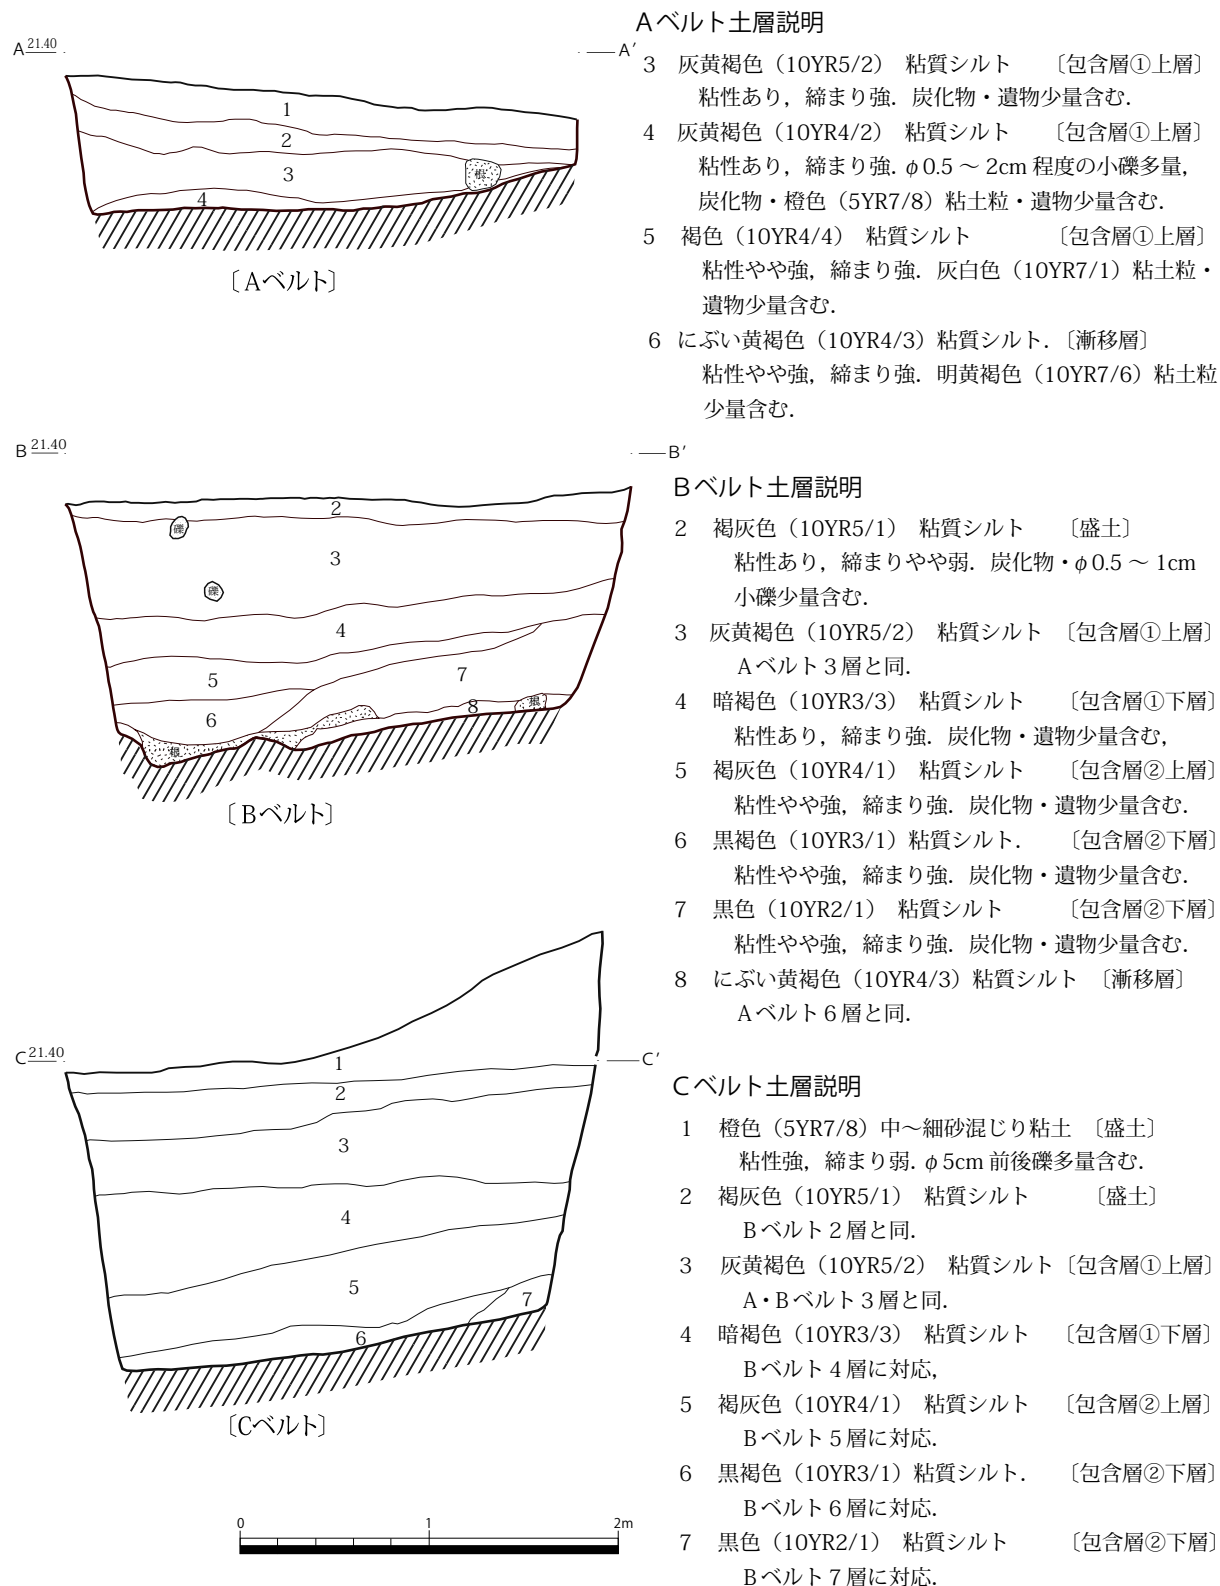 A 21.40
A′
1
2
3
根
4
〔Aベルト〕
Aベルト土層説明
3 灰黄褐色（10YR5/2） 粘質シルト 〔包含層①上層〕
粘性あり，締まり強．炭化物・遺物少量含む．
4 灰黄褐色（10YR4/2） 粘質シルト 〔包含層①上層〕
粘性あり，締まり強．φ0.5 ～ 2cm 程度の小礫多量，
炭化物・橙色（5YR7/8）粘土粒・遺物少量含む．
5 褐色（10YR4/4） 粘質シルト 〔包含層①上層〕
粘性やや強，締まり強．灰白色（10YR7/1）粘土粒・
遺物少量含む．
6 にぶい黄褐色（10YR4/3）粘質シルト．〔漸移層〕
粘性やや強，締まり強．明黄褐色（10YR7/6）粘土粒
少量含む．
B 21.40
B′
2
礫
3
礫
4
5
7
6
8
根
根
〔Bベルト〕
Bベルト土層説明
2 褐灰色（10YR5/1） 粘質シルト 〔盛土〕
粘性あり，締まりやや弱．炭化物・φ0.5 ～ 1cm
小礫少量含む．
3 灰黄褐色（10YR5/2） 粘質シルト 〔包含層①上層〕
Aベルト3層と同．
4 暗褐色（10YR3/3） 粘質シルト 〔包含層①下層〕
粘性あり，締まり強．炭化物・遺物少量含む，
5 褐灰色（10YR4/1） 粘質シルト 〔包含層②上層〕
粘性やや強，締まり強．炭化物・遺物少量含む．
6 黒褐色（10YR3/1）粘質シルト． 〔包含層②下層〕
粘性やや強，締まり強．炭化物・遺物少量含む．
7 黒色（10YR2/1） 粘質シルト 〔包含層②下層〕
粘性やや強，締まり強．炭化物・遺物少量含む．
8 にぶい黄褐色（10YR4/3）粘質シルト 〔漸移層〕
Aベルト6層と同．
C 21.40
C′
1
2
3
4
5
7
6
〔Cベルト〕
Cベルト土層説明
1 橙色（5YR7/8）中～細砂混じり粘土 〔盛土〕
粘性強，締まり弱．φ5cm 前後礫多量含む．
2 褐灰色（10YR5/1） 粘質シルト 〔盛土〕
Bベルト2層と同．
3 灰黄褐色（10YR5/2） 粘質シルト〔包含層①上層〕
A・Bベルト3層と同．
4 暗褐色（10YR3/3） 粘質シルト 〔包含層①下層〕
Bベルト4層に対応，
5 褐灰色（10YR4/1） 粘質シルト 〔包含層②上層〕
Bベルト5層に対応．
6 黒褐色（10YR3/1）粘質シルト． 〔包含層②下層〕
Bベルト6層に対応．
7 黒色（10YR2/1） 粘質シルト 〔包含層②下層〕
Bベルト7層に対応．
0 1 2m